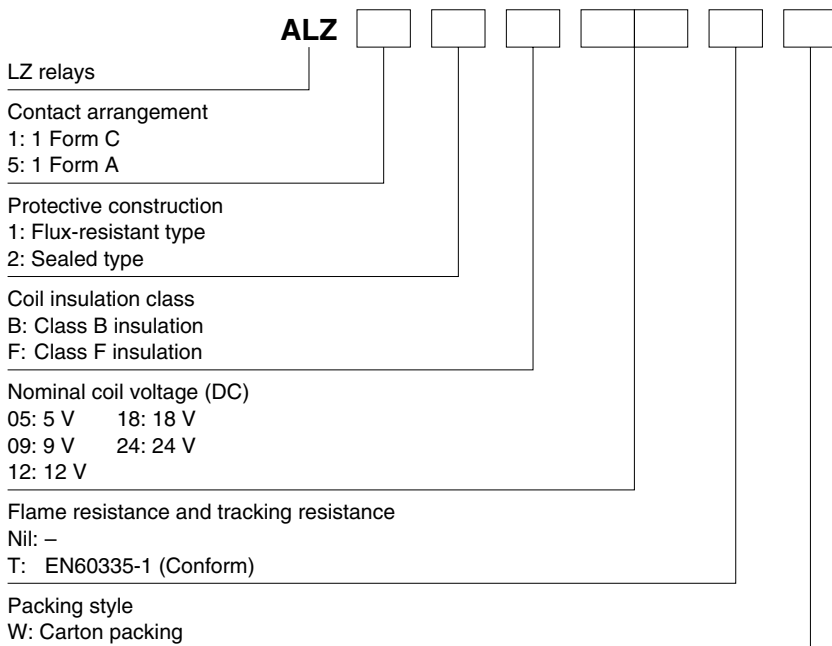 ALZ
LZ relays
Contact arrangement
1: 1 Form C
5: 1 Form A
Protective construction
1: Flux-resistant type
2: Sealed type
Coil insulation class
B: Class B insulation
F: Class F insulation
Nominal coil voltage (DC)
05: 5 V 18: 18 V
09: 9 V 24: 24 V
12: 12 V
Flame resistance and tracking resistance
Nil: –
T: EN60335-1 (Conform)
Packing style
W: Carton packing